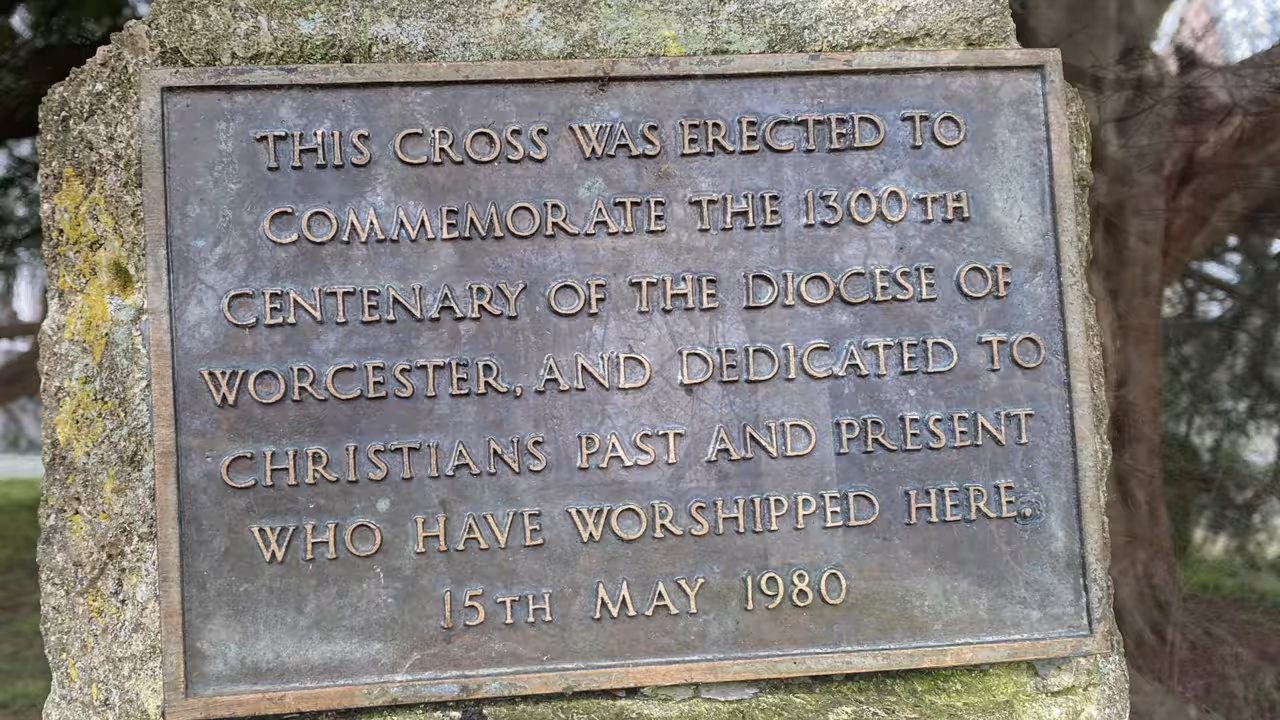 THIS CROSS WAS ERECTED TO
COMMEMORATE THE 1300TH
CENTENARY OF THE DIOCESE OF
WORCESTER, AND DEDICATED TO
CHRISTIANS PAST AND PRESENT
WHO HAVE WORSHIPPED HERE.
15TH MAY 1980